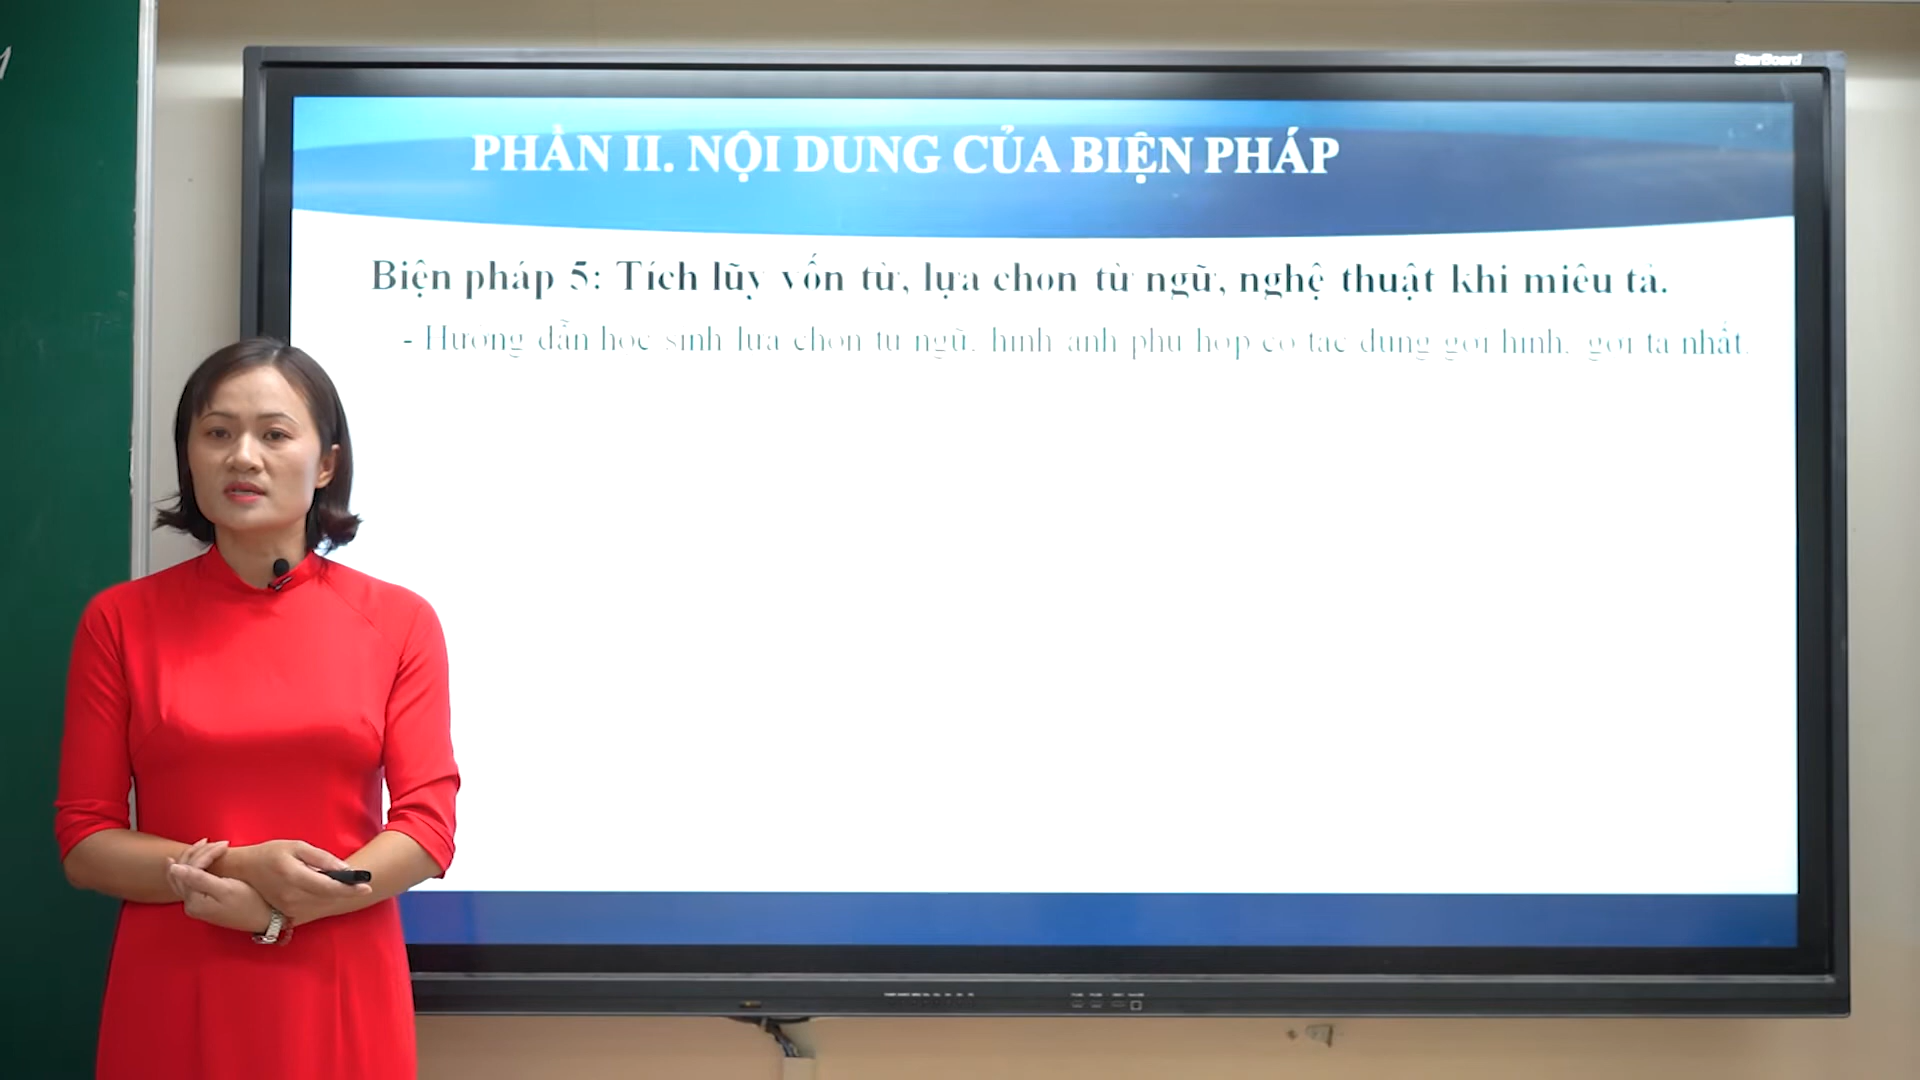 StarBoard
PHẦN II. NỘI DUNG CỦA BIỆN PHÁP
Biện pháp 5: Tích lũy vốn từ, lựa chọn từ ngữ, nghệ thuật khi miêu tả.
- Hướng dẫn học sinh lựa chọn từ ngữ, hình ảnh phù hợp có tác dụng gợi hình, gợi tả nhất.